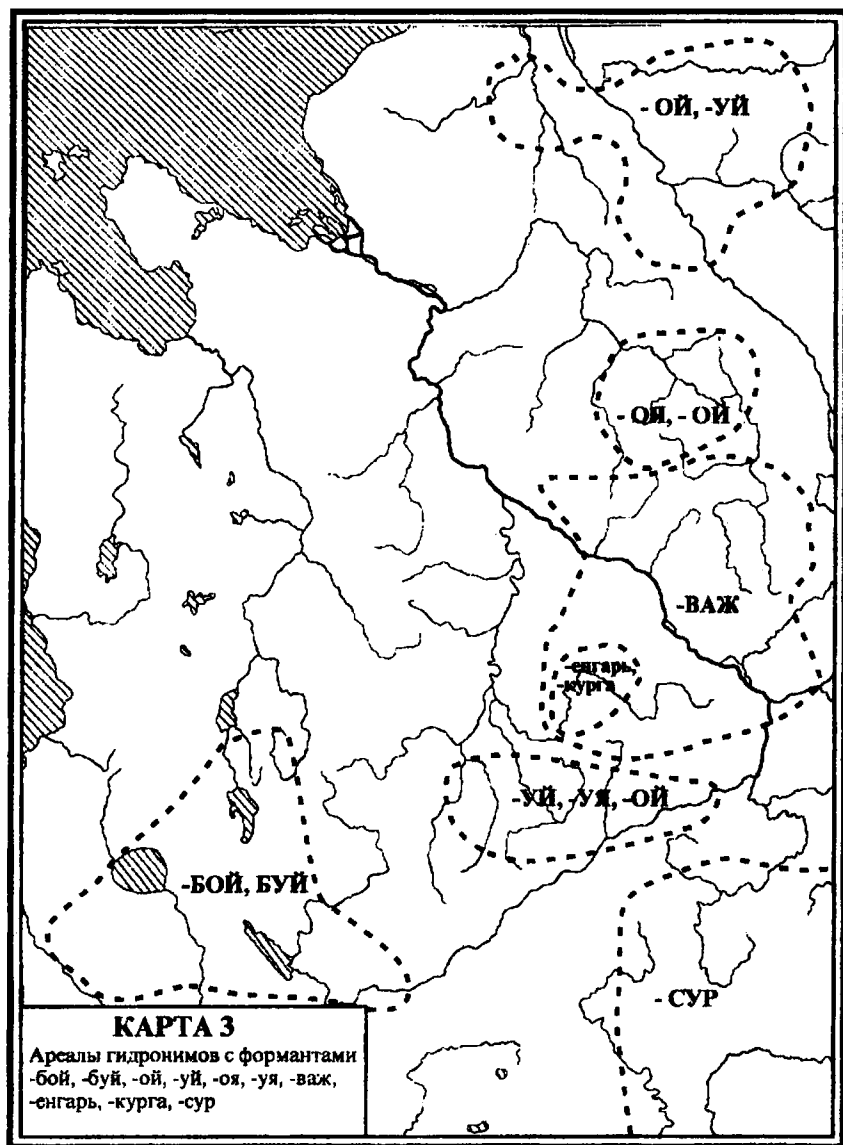 - ОЙ, -УЙ
- ОЯ, - ОЙ
-ВАЖ
-енгарь,
-курга
-УЙ, -УЯ, -ОЙ
-БОЙ, БУЙ
- СУР
КАРТА 3
Ареалы гидронимов с формантами
-бой, -буй, -ой, -уй, -оя, -уя, -важ,
-енгарь, -курга, -сур